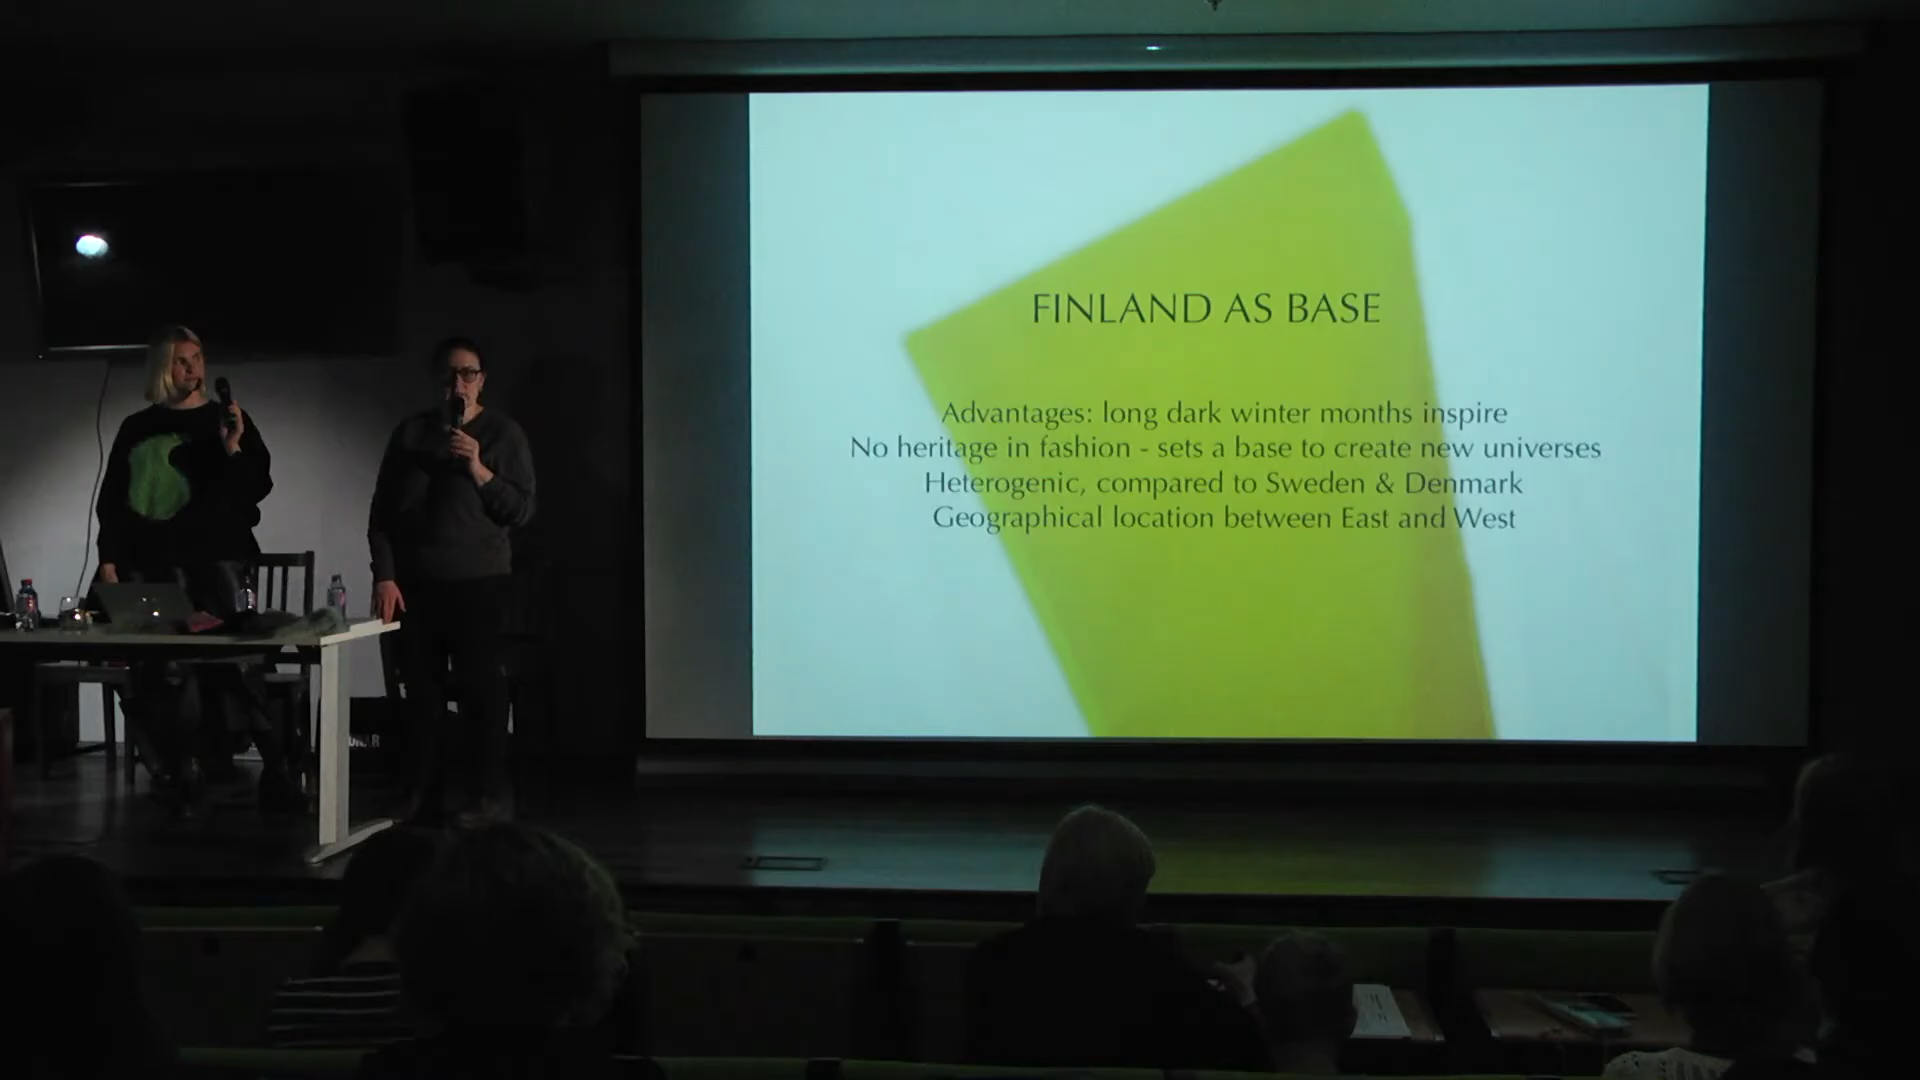 FINLAND AS BASE
Advantages: long dark winter months inspire
No heritage in fashion - sets a base to create new universes
Heterogenic, compared to Sweden & Denmark
Geographical location between East and West